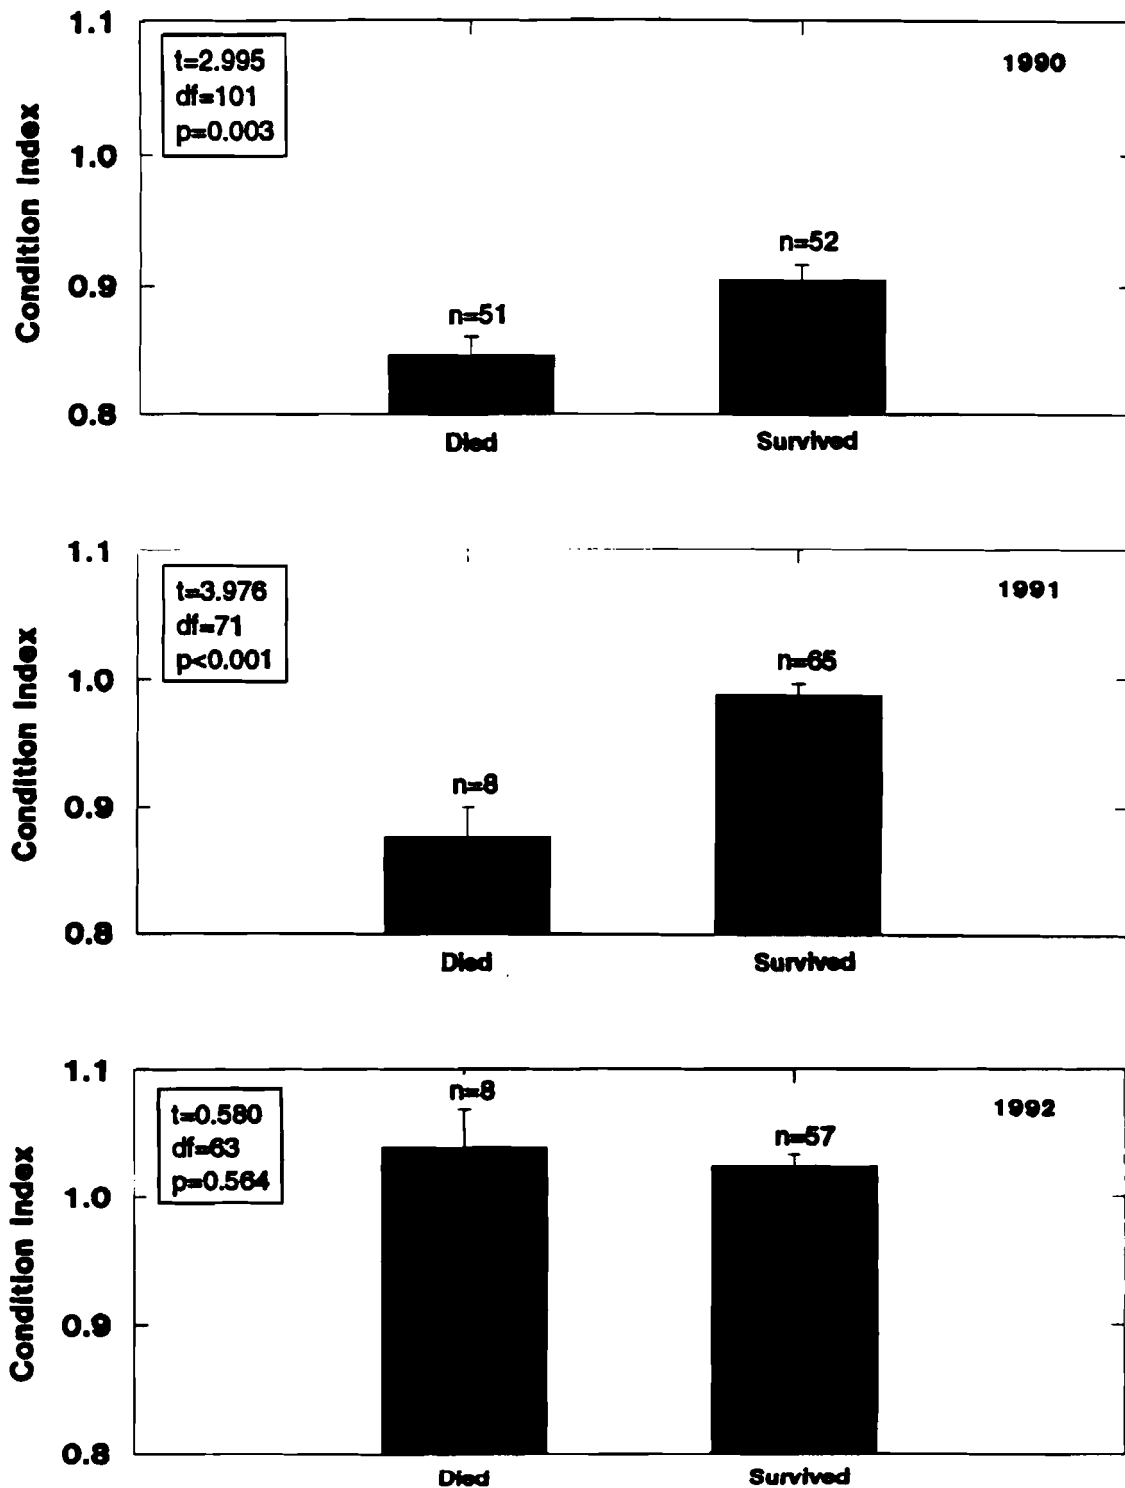 1.1
t=2.995
df=101
p=0.003
1990
1.0
n=52
0.9
n=51
0.8
Condition Index
Died
Survived
1.1
t=3.976
df=71
p<0.001
1991
1.0
n=65
n=8
0.9
0.8
Condition Index
Died
Survived
1.1
n=8
t=0.580
df=63
p=0.564
1992
n=57
1.0
0.9
0.8
Condition Index
Died
Survived